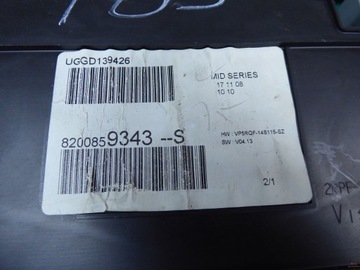 UGGD139426
MID SERIES
17 11 08
10 10
8200859343 --S
HW : VP5RQF-14B115-SZ
SW : V04.13
2/1